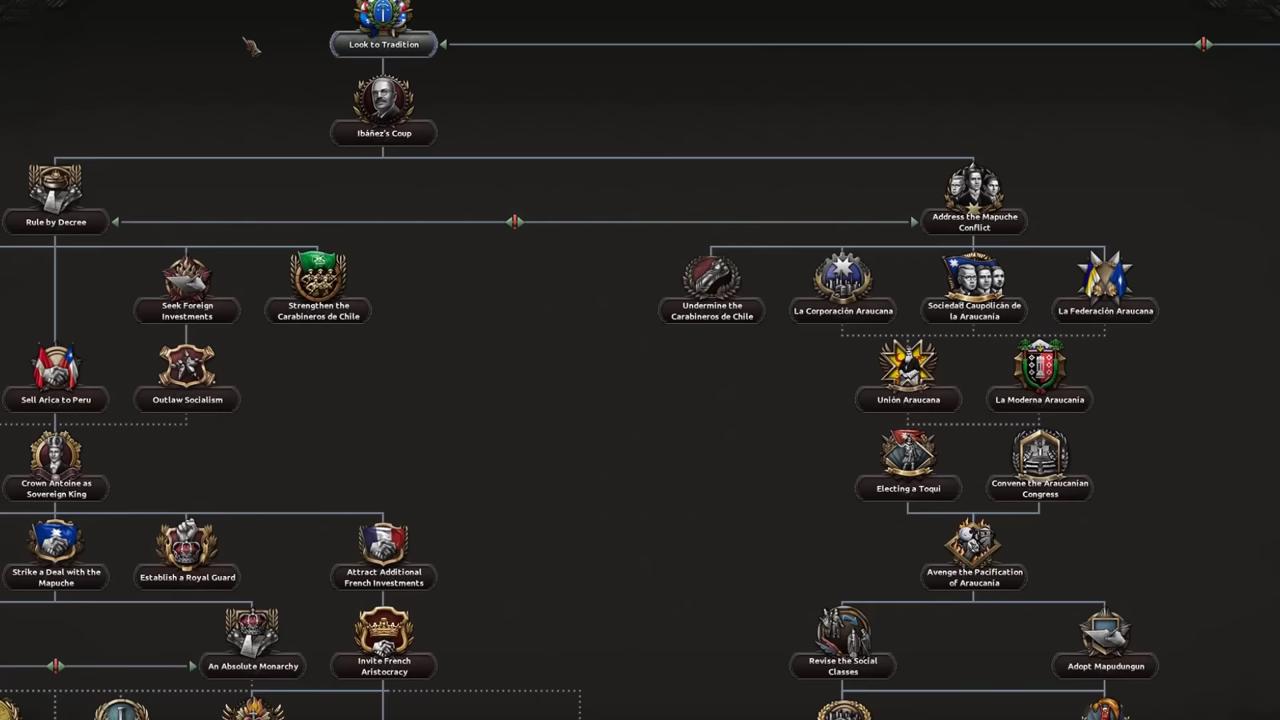 Look to Tradition
Ibáñez's Coup
Rule by Decree
Address the Mapuche
Conflict
Seek Foreign
Investments
Strengthen the
Carabineros de Chile
Undermine the
Carabineros de Chile
La Corporación Araucana
Sociedad Caupolicán de
la Araucanía
La Federación Araucana
Sell Arica to Peru
Outlaw Socialism
Unión Araucana
La Moderna Araucanía
Crown Antoine as
Sovereign King
Electing a Toqui
Convene the Araucanian
Congress
Strike a Deal with the
Mapuche
Establish a Royal Guard
Attract Additional
French Investments
Avenge the Pacification
of Araucanía
An Absolute Monarchy
Invite French
Aristocracy
Revise the Social
Classes
Adopt Mapudungun